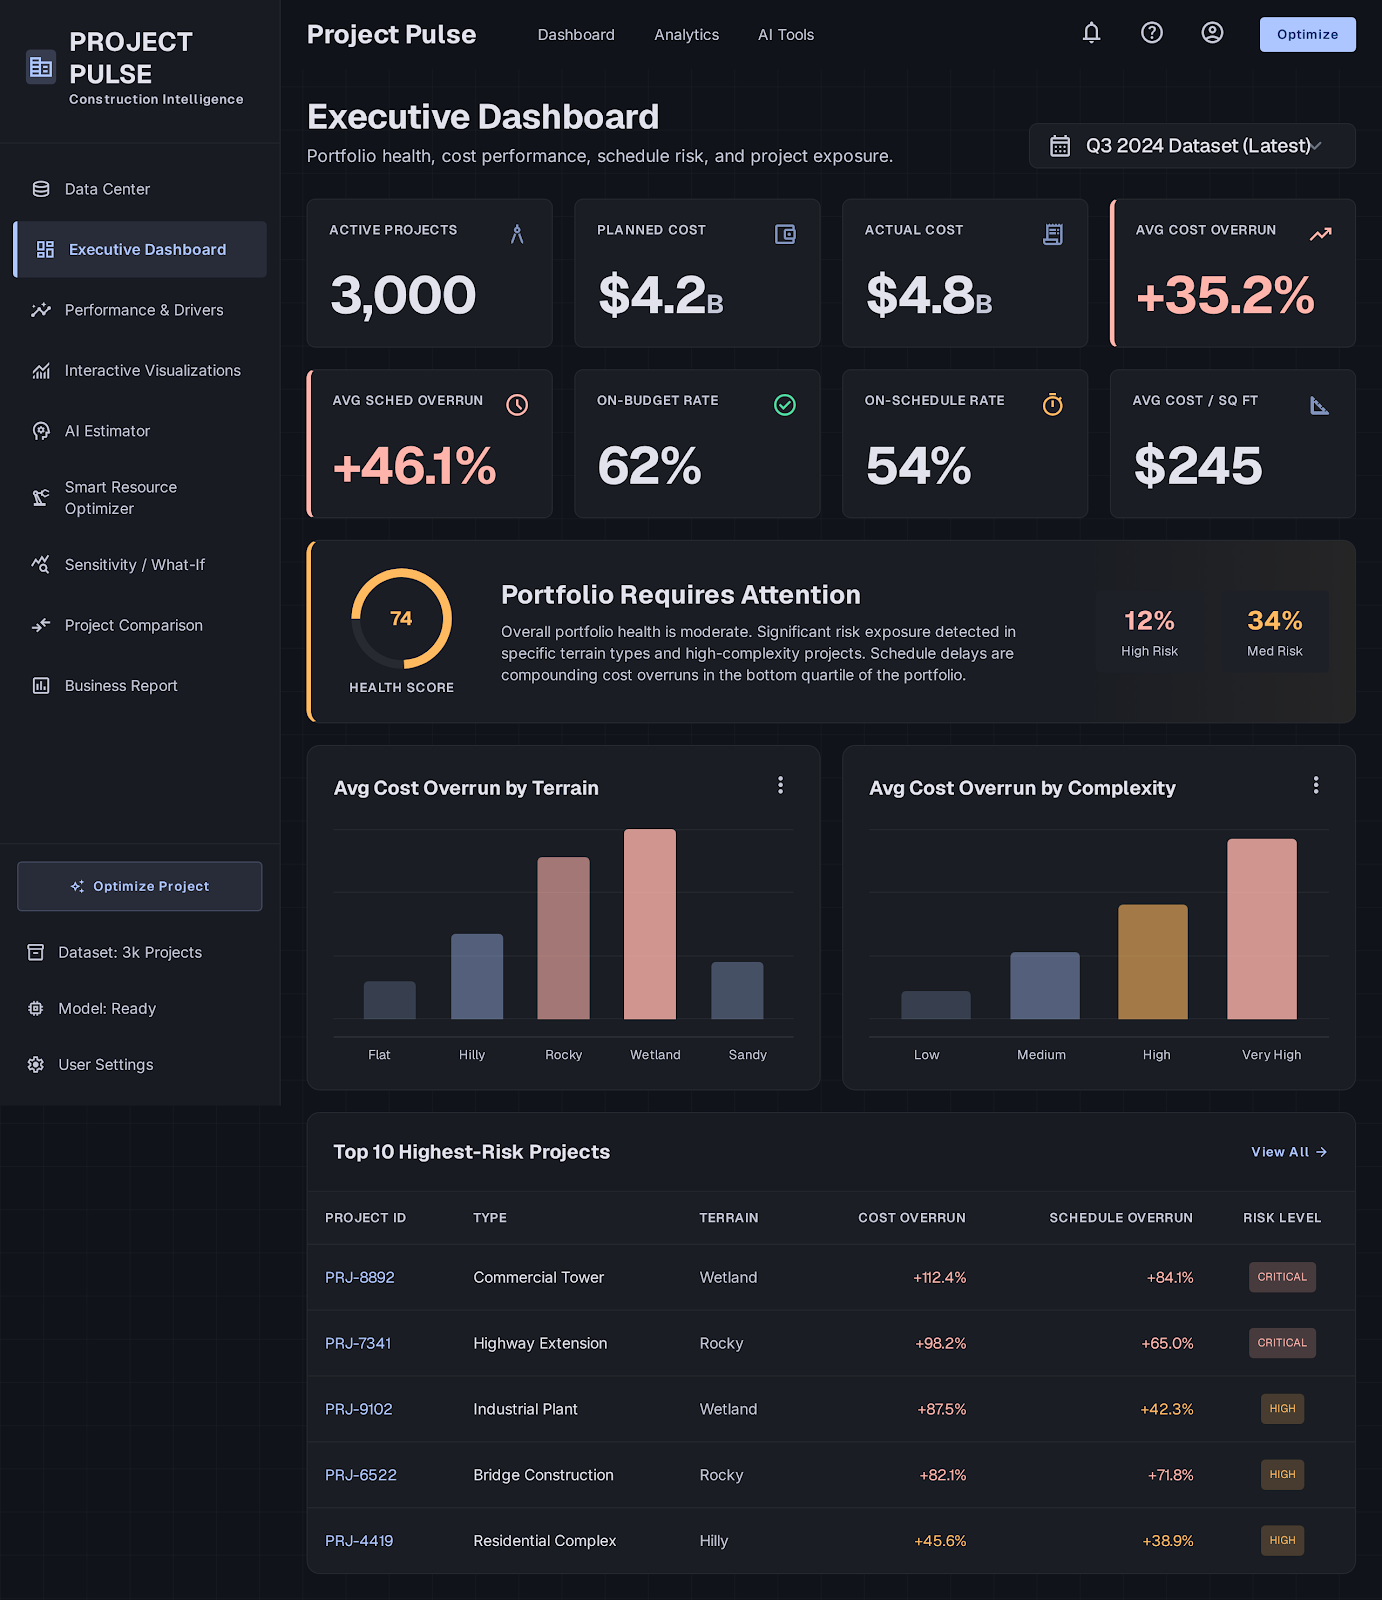 PROJECT
PULSE
Construction Intelligence
Data Center
Executive Dashboard
Performance & Drivers
Interactive Visualizations
AI Estimator
Smart Resource
Optimizer
Sensitivity / What-If
Project Comparison
Business Report
Optimize Project
Dataset: 3k Projects
Model: Ready
User Settings
Project Pulse
Dashboard
Analytics
AI Tools
Optimize
Executive Dashboard
Portfolio health, cost performance, schedule risk, and project exposure.
Q3 2024 Dataset (Latest)
ACTIVE PROJECTS
3,000
PLANNED COST
$4.2B
ACTUAL COST
$4.8B
AVG COST OVERRUN
+35.2%
AVG SCHED OVERRUN
+46.1%
ON-BUDGET RATE
62%
ON-SCHEDULE RATE
54%
AVG COST / SQ FT
$245
74
HEALTH SCORE
Portfolio Requires Attention
Overall portfolio health is moderate. Significant risk exposure detected in
specific terrain types and high-complexity projects. Schedule delays are
compounding cost overruns in the bottom quartile of the portfolio.
12%
High Risk
34%
Med Risk
Avg Cost Overrun by Terrain
Flat
Hilly
Rocky
Wetland
Sandy
Avg Cost Overrun by Complexity
Low
Medium
High
Very High
Top 10 Highest-Risk Projects
View All →
PROJECT ID TYPE TERRAIN COST OVERRUN SCHEDULE OVERRUN RISK LEVEL
PRJ-8892 Commercial Tower Wetland +112.4% +84.1% CRITICAL
PRJ-7341 Highway Extension Rocky +98.2% +65.0% CRITICAL
PRJ-9102 Industrial Plant Wetland +87.5% +42.3% HIGH
PRJ-6522 Bridge Construction Rocky +82.1% +71.8% HIGH
PRJ-4419 Residential Complex Hilly +45.6% +38.9% HIGH